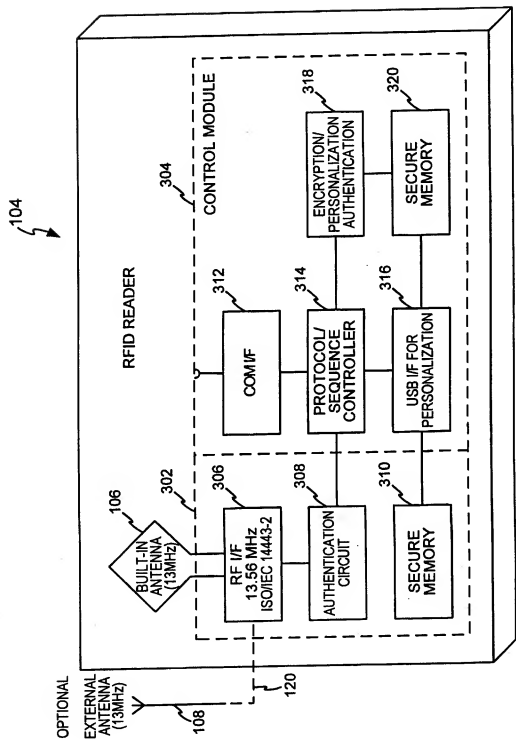 104
RFID READER
304
CONTROL MODULE
OPTIONAL
EXTERNAL
ANTENNA
(13MHz)
108
120
106
BUILT-IN
ANTENNA
(13MHz)
302
306
RF I/F
13.56 MHz
ISO/IEC 14443-2
308
AUTHENTICATION
CIRCUIT
310
SECURE
MEMORY
312
COM I/F
314
PROTOCOL/
SEQUENCE
CONTROLLER
316
USB I/F FOR
PERSONALIZATION
318
ENCRYPTION/
PERSONALIZATION
AUTHENTICATION
320
SECURE
MEMORY